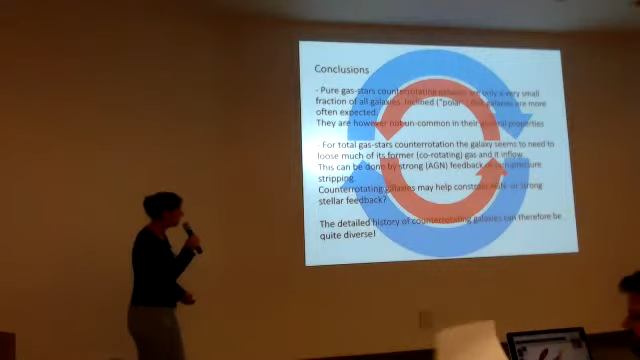 Conclusions
- Pure gas-stars counterrotating galaxies are only a very small
fraction of all galaxies. Inclined ("polar") disk galaxies are more
often expected.
They are however not un-common in their general properties
- For total gas-stars counterrotation the galaxy seems to need to
loose much of its former (co-rotating) gas and it inflow.
This can be done by strong (AGN) feedback or ram pressure
stripping.
Counterrotating galaxies may help constrain AGN- or strong
stellar feedback?
The detailed history of counterrotating galaxies can therefore be
quite diverse!